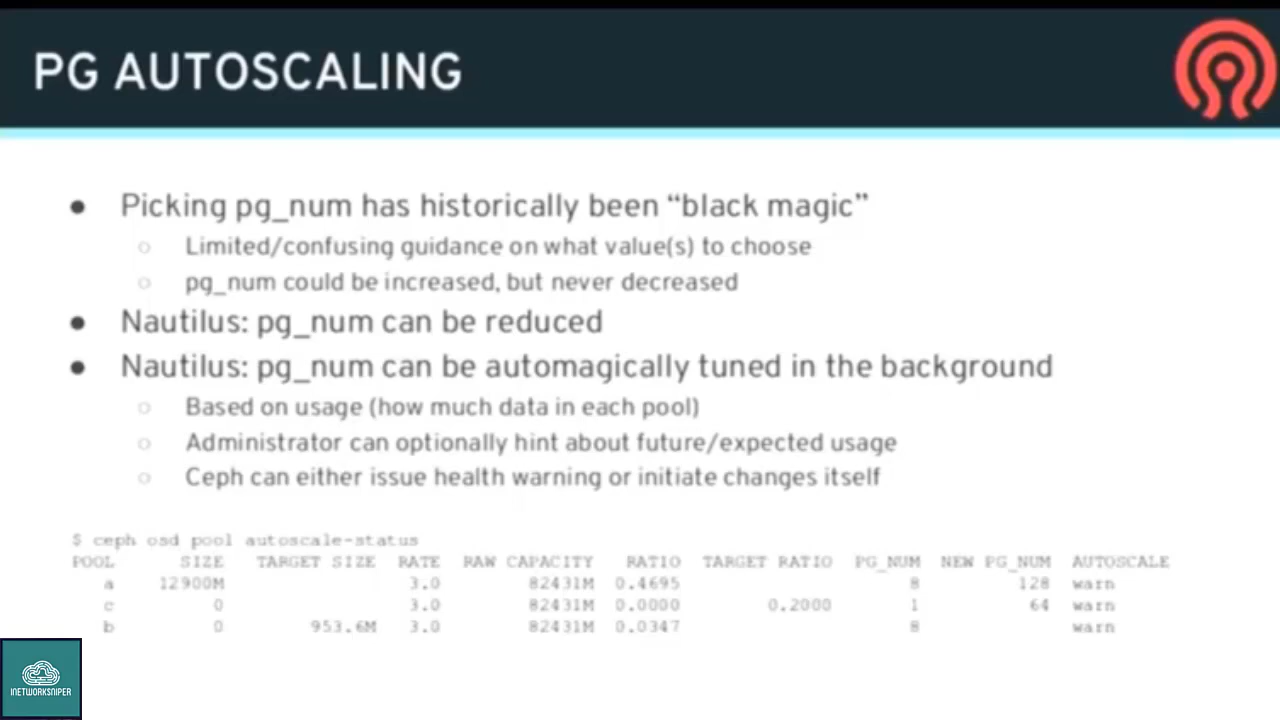 PG AUTOSCALING
● Picking pg_num has historically been “black magic”
○ Limited/confusing guidance on what value(s) to choose
○ pg_num could be increased, but never decreased
● Nautilus: pg_num can be reduced
● Nautilus: pg_num can be automagically tuned in the background
○ Based on usage (how much data in each pool)
○ Administrator can optionally hint about future/expected usage
○ Ceph can either issue health warning or initiate changes itself
$ ceph osd pool autoscale-status
POOL SIZE TARGET SIZE RATE RAW CAPACITY RATIO TARGET RATIO PG_NUM NEW PG_NUM AUTOSCALE
a 12900M 3.0 82431M 0.4695 8 128 warn
c 0 3.0 82431M 0.0000 0.2000 1 64 warn
b 0 953.6M 3.0 82431M 0.0347 8 warn
INETWORKSNIPER